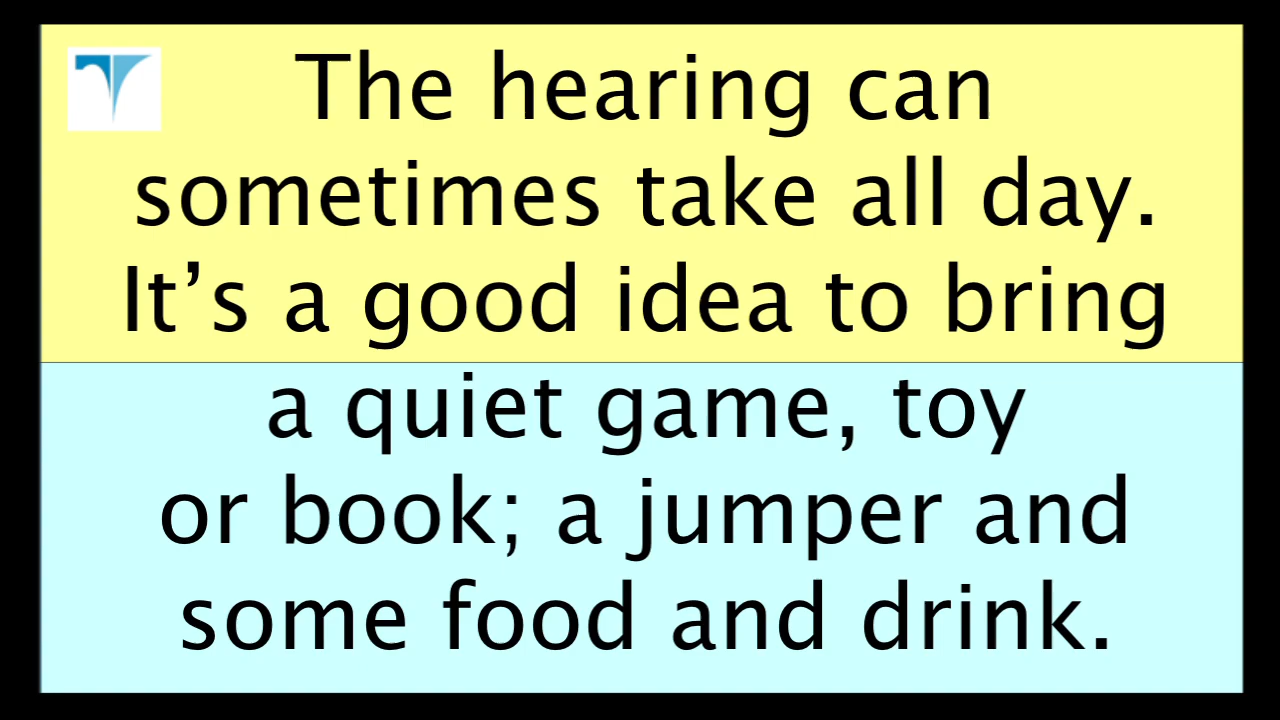 The hearing can
sometimes take all day.
It’s a good idea to bring
a quiet game, toy
or book; a jumper and
some food and drink.